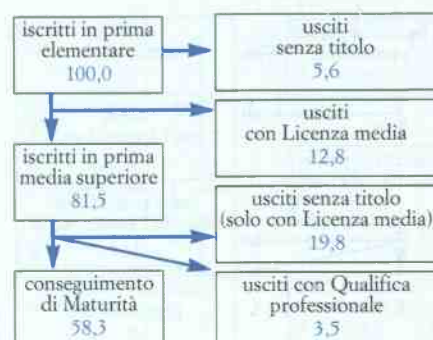 iscritti in prima
elementare
100,0
usciti
senza titolo
5,6
usciti
con Licenza media
12,8
iscritti in prima
media superiore
81,5
usciti senza titolo
(solo con Licenza media)
19,8
conseguimento
di Maturità
58,3
usciti con Qualifica
professionale
3,5